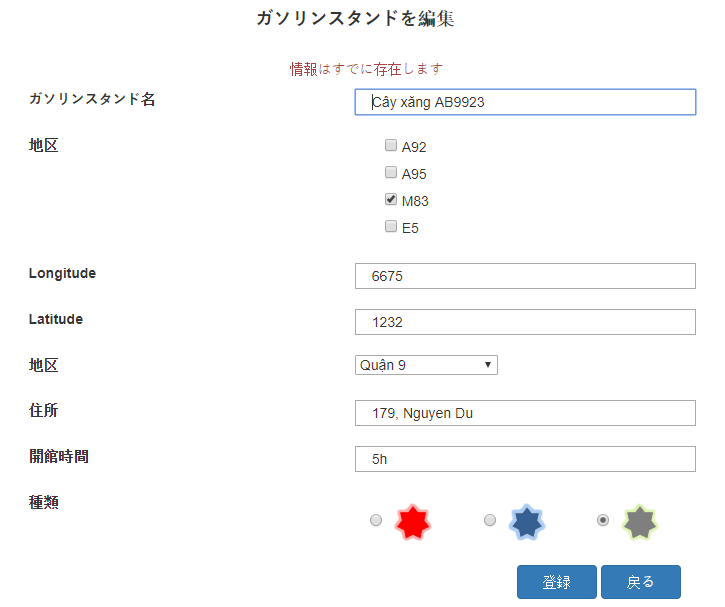 ガソリンスタンドを編集
情報はすでに存在します
ガソリンスタンド名 Cây xăng AB9923
地区 A92
A95
M83
E5
Longitude 6675
Latitude 1232
地区 Quận 9
住所 179, Nguyen Du
開館時間 5h
種類
登録 戻る